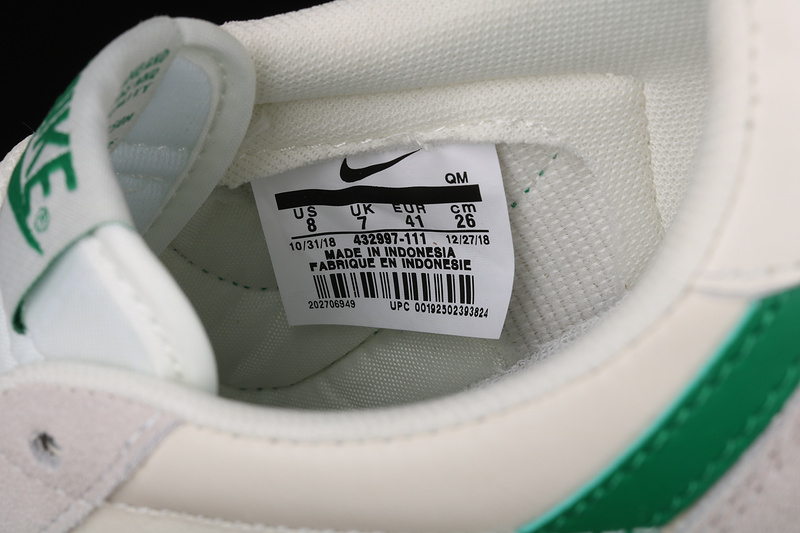 NIKE®
QM
US UK EUR cm
8 7 41 26
10/31/18 432997-111 12/27/18
MADE IN INDONESIA
FABRIQUE EN INDONESIE
202706949 UPC 00192502393824